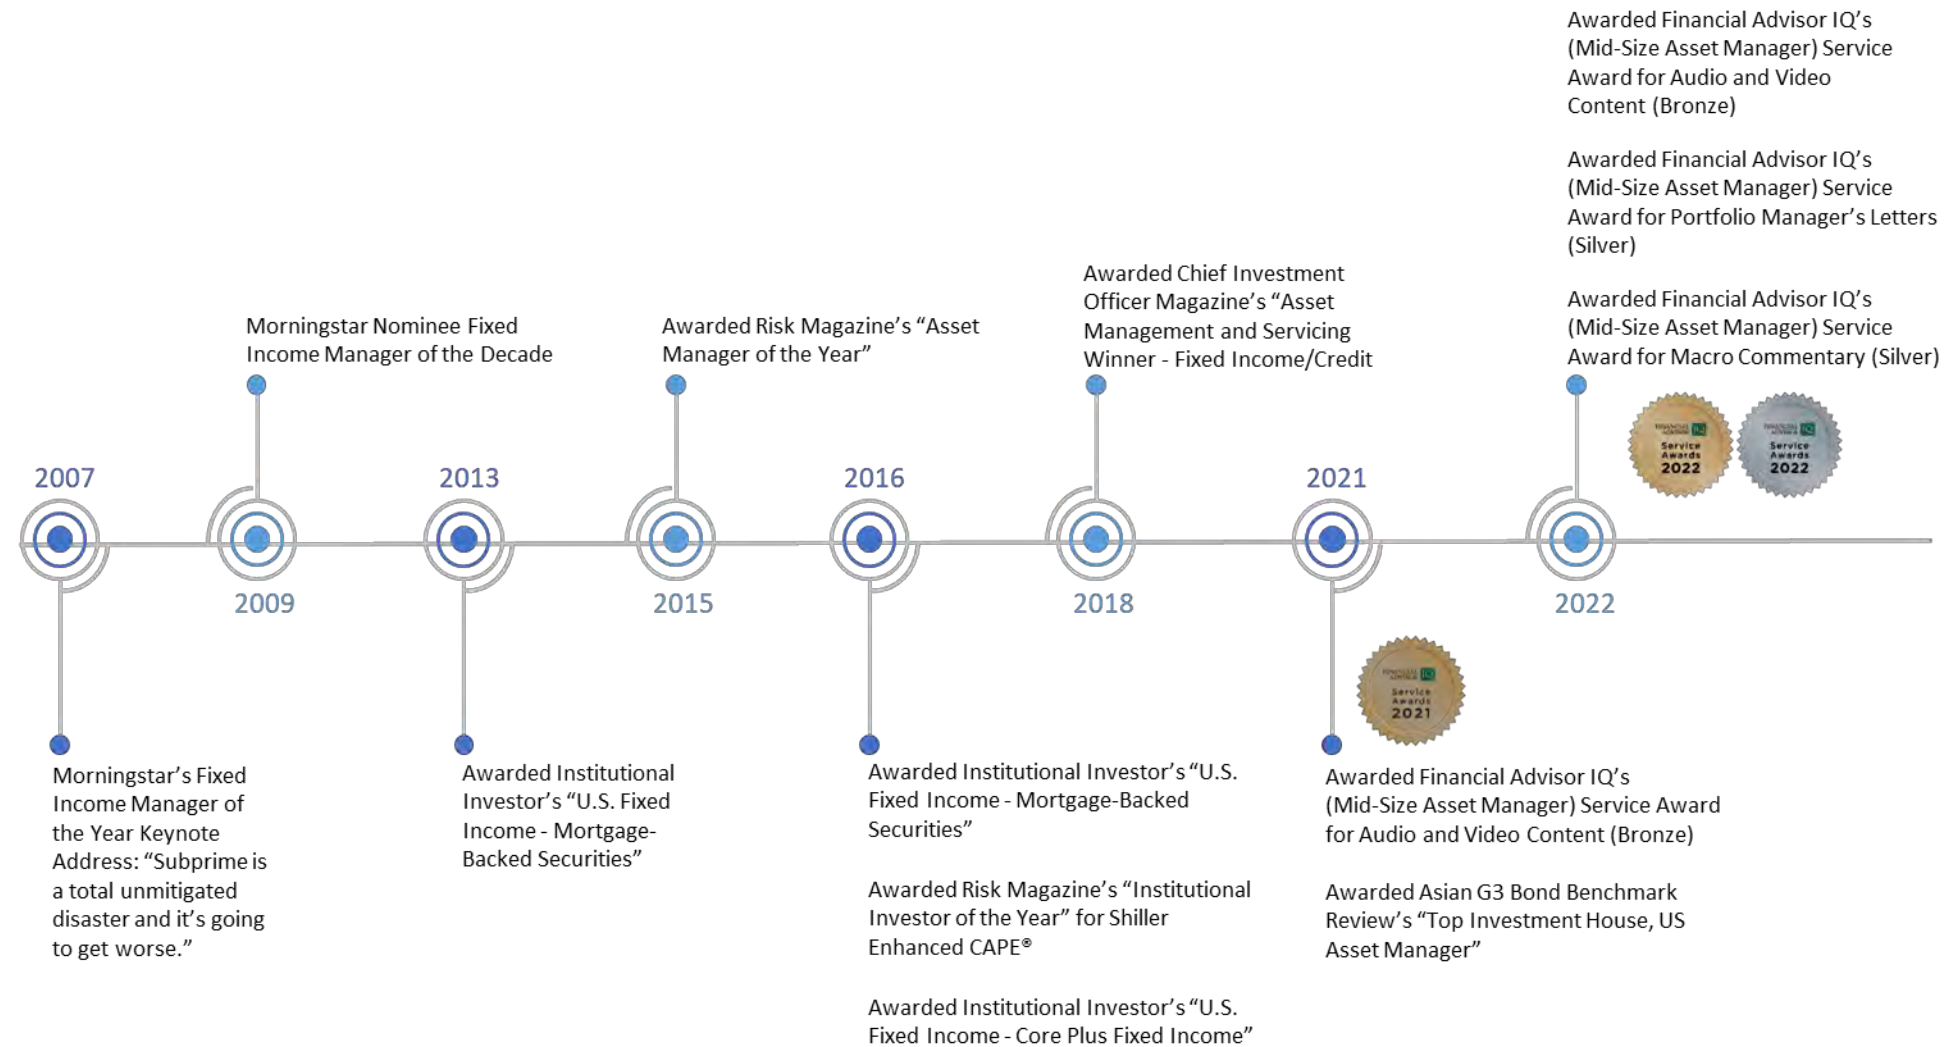 2007
Morningstar’s Fixed
Income Manager of
the Year Keynote
Address: “Subprime is
a total unmitigated
disaster and it’s going
to get worse.”
Morningstar Nominee Fixed
Income Manager of the Decade
2009
2013
Awarded Institutional
Investor’s “U.S. Fixed
Income - Mortgage-
Backed Securities”
Awarded Risk Magazine’s “Asset
Manager of the Year”
2015
2016
Awarded Institutional Investor’s “U.S.
Fixed Income - Mortgage-Backed
Securities”
Awarded Risk Magazine’s “Institutional
Investor of the Year” for Shiller
Enhanced CAPE®
Awarded Institutional Investor’s “U.S.
Fixed Income - Core Plus Fixed Income”
Awarded Chief Investment
Officer Magazine’s “Asset
Management and Servicing
Winner - Fixed Income/Credit
2018
2021
FINANCIAL
ADVISOR IQ
Service
Awards
2021
Awarded Financial Advisor IQ’s
(Mid-Size Asset Manager) Service Award
for Audio and Video Content (Bronze)
Awarded Asian G3 Bond Benchmark
Review’s “Top Investment House, US
Asset Manager”
Awarded Financial Advisor IQ’s
(Mid-Size Asset Manager) Service
Award for Audio and Video
Content (Bronze)
Awarded Financial Advisor IQ’s
(Mid-Size Asset Manager) Service
Award for Portfolio Manager’s Letters
(Silver)
Awarded Financial Advisor IQ’s
(Mid-Size Asset Manager) Service
Award for Macro Commentary (Silver)
FINANCIAL
ADVISOR IQ
Service
Awards
2022
FINANCIAL
ADVISOR IQ
Service
Awards
2022
2022